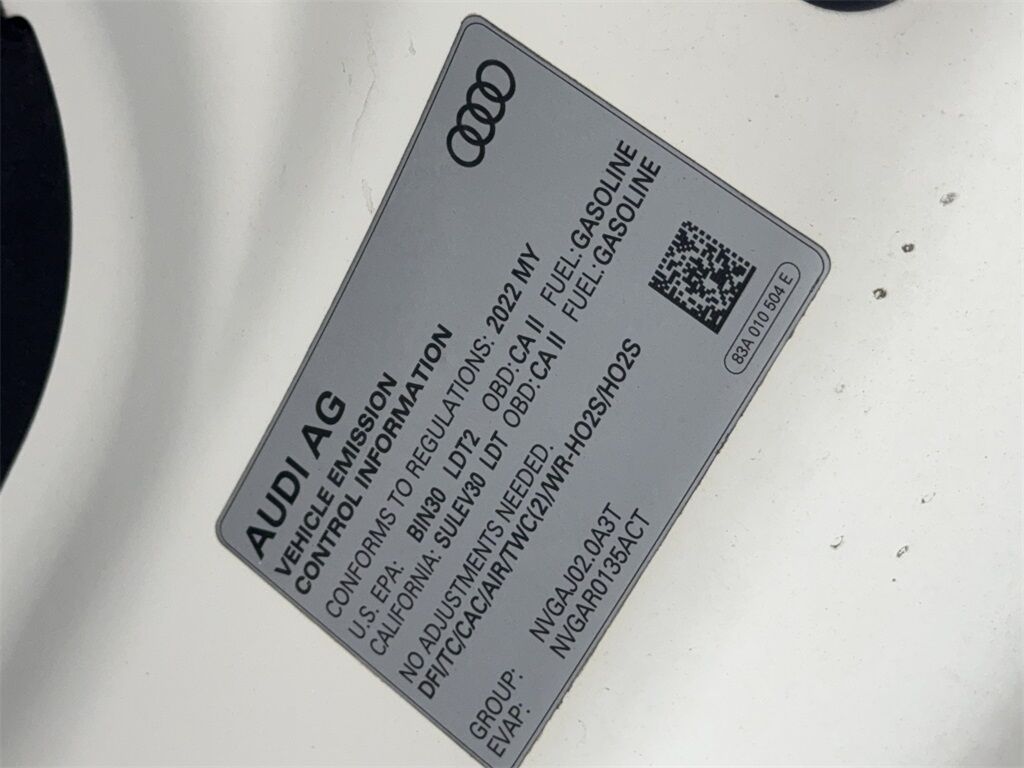 AUDI AG
VEHICLE EMISSION
CONTROL INFORMATION
CONFORMS TO REGULATIONS: 2022 MY
U.S. EPA: BIN30 LDT2 OBD:CA II FUEL:GASOLINE
CALIFORNIA: SULEV30 LDT OBD:CA II FUEL:GASOLINE
NO ADJUSTMENTS NEEDED.
DFI/TC/CAC/AIR/TWC(2)/WR-HO2S/HO2S
GROUP: NVGAJ02.0A3T
EVAP: NVGAR0135ACT
83A 010 504 E